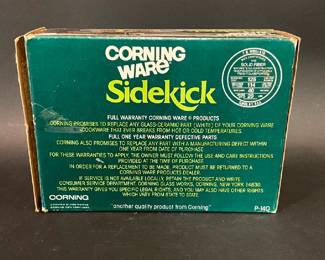 CORNING
WARE®
Sidekick
SOLID FIBER
FULL WARRANTY CORNING WARE® PRODUCTS
CORNING PROMISES TO REPLACE ANY GLASS-CERAMIC PART (WHITE) OF YOUR CORNING WARE
COOKWARE THAT EVER BREAKS FROM HOT OR COLD TEMPERATURES.
FULL ONE YEAR WARRANTY DEFECTIVE PARTS
CORNING ALSO PROMISES TO REPLACE ANY PART WITH A MANUFACTURING DEFECT WITHIN
ONE YEAR FROM DATE OF PURCHASE.
FOR THESE WARRANTIES TO APPLY, THE OWNER MUST FOLLOW THE USE AND CARE INSTRUCTIONS
PROVIDED AT THE TIME OF PURCHASE.
IN ORDER FOR A REPLACEMENT TO BE MADE, PRODUCT MUST BE RETURNED TO A
CORNING WARE PRODUCTS DEALER.
IF SERVICE IS NOT AVAILABLE LOCALLY, RETAIN THE PRODUCT AND WRITE
CONSUMER SERVICE DEPARTMENT, CORNING GLASS WORKS, CORNING, NEW YORK, 14830.
THIS WARRANTY GIVES YOU SPECIFIC LEGAL RIGHTS, AND YOU MAY ALSO HAVE OTHER RIGHTS
WHICH VARY FROM STATE TO STATE.
CORNING
"another quality product from Corning"
P-140